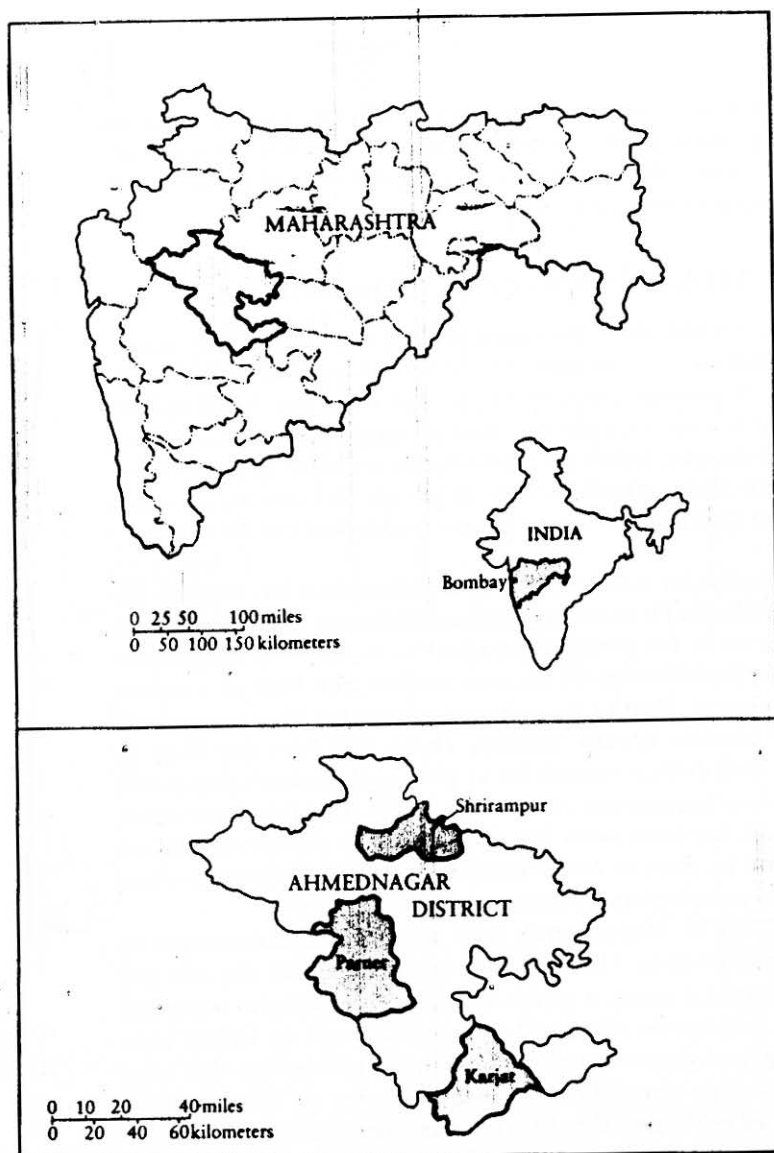 MAHARASHTRA
INDIA
Bombay
0 25 50 100 miles
0 50 100 150 kilometers
Shrirampur
AHMEDNAGAR
DISTRICT
Parner
Karjat
0 10 20 40 miles
0 20 40 60 kilometers